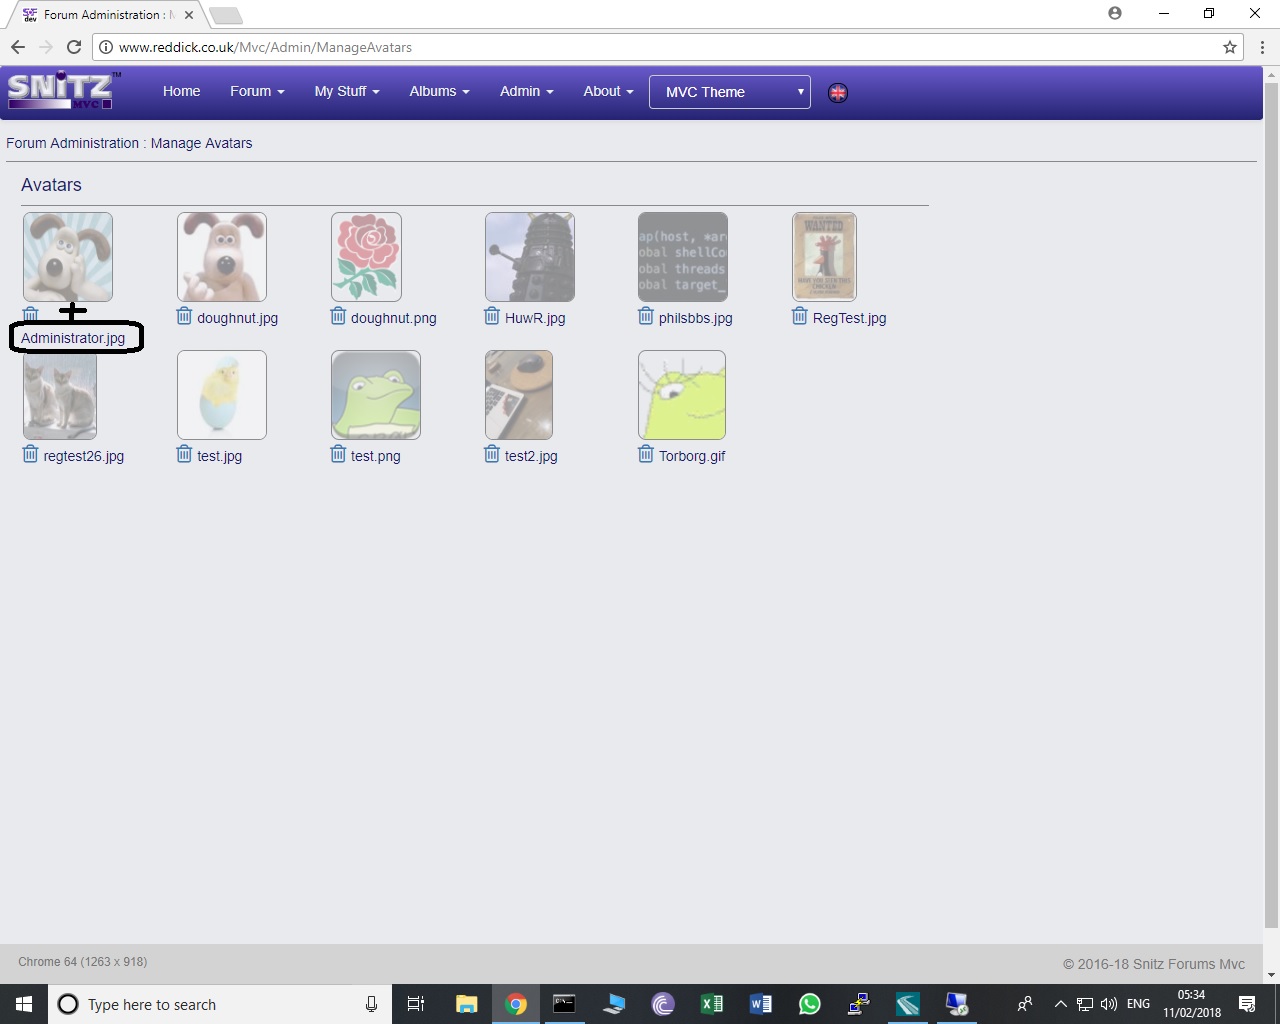 Forum Administration :
www.reddick.co.uk/Mvc/Admin/ManageAvatars
SNiTZ™
MVC
Home
Forum
My Stuff
Albums
Admin
About
MVC Theme
Forum Administration : Manage Avatars
Avatars
WANTED
ap(host, *ar
obal shellCo
obal threads
obal target_
doughnut.jpg
doughnut.png
HuwR.jpg
philsbbs.jpg
RegTest.jpg
Administrator.jpg
regtest26.jpg
test.jpg
test.png
test2.jpg
Torborg.gif
Chrome 64 (1263 x 918)
© 2016-18 Snitz Forums Mvc
Type here to search
ENG
05:34
11/02/2018